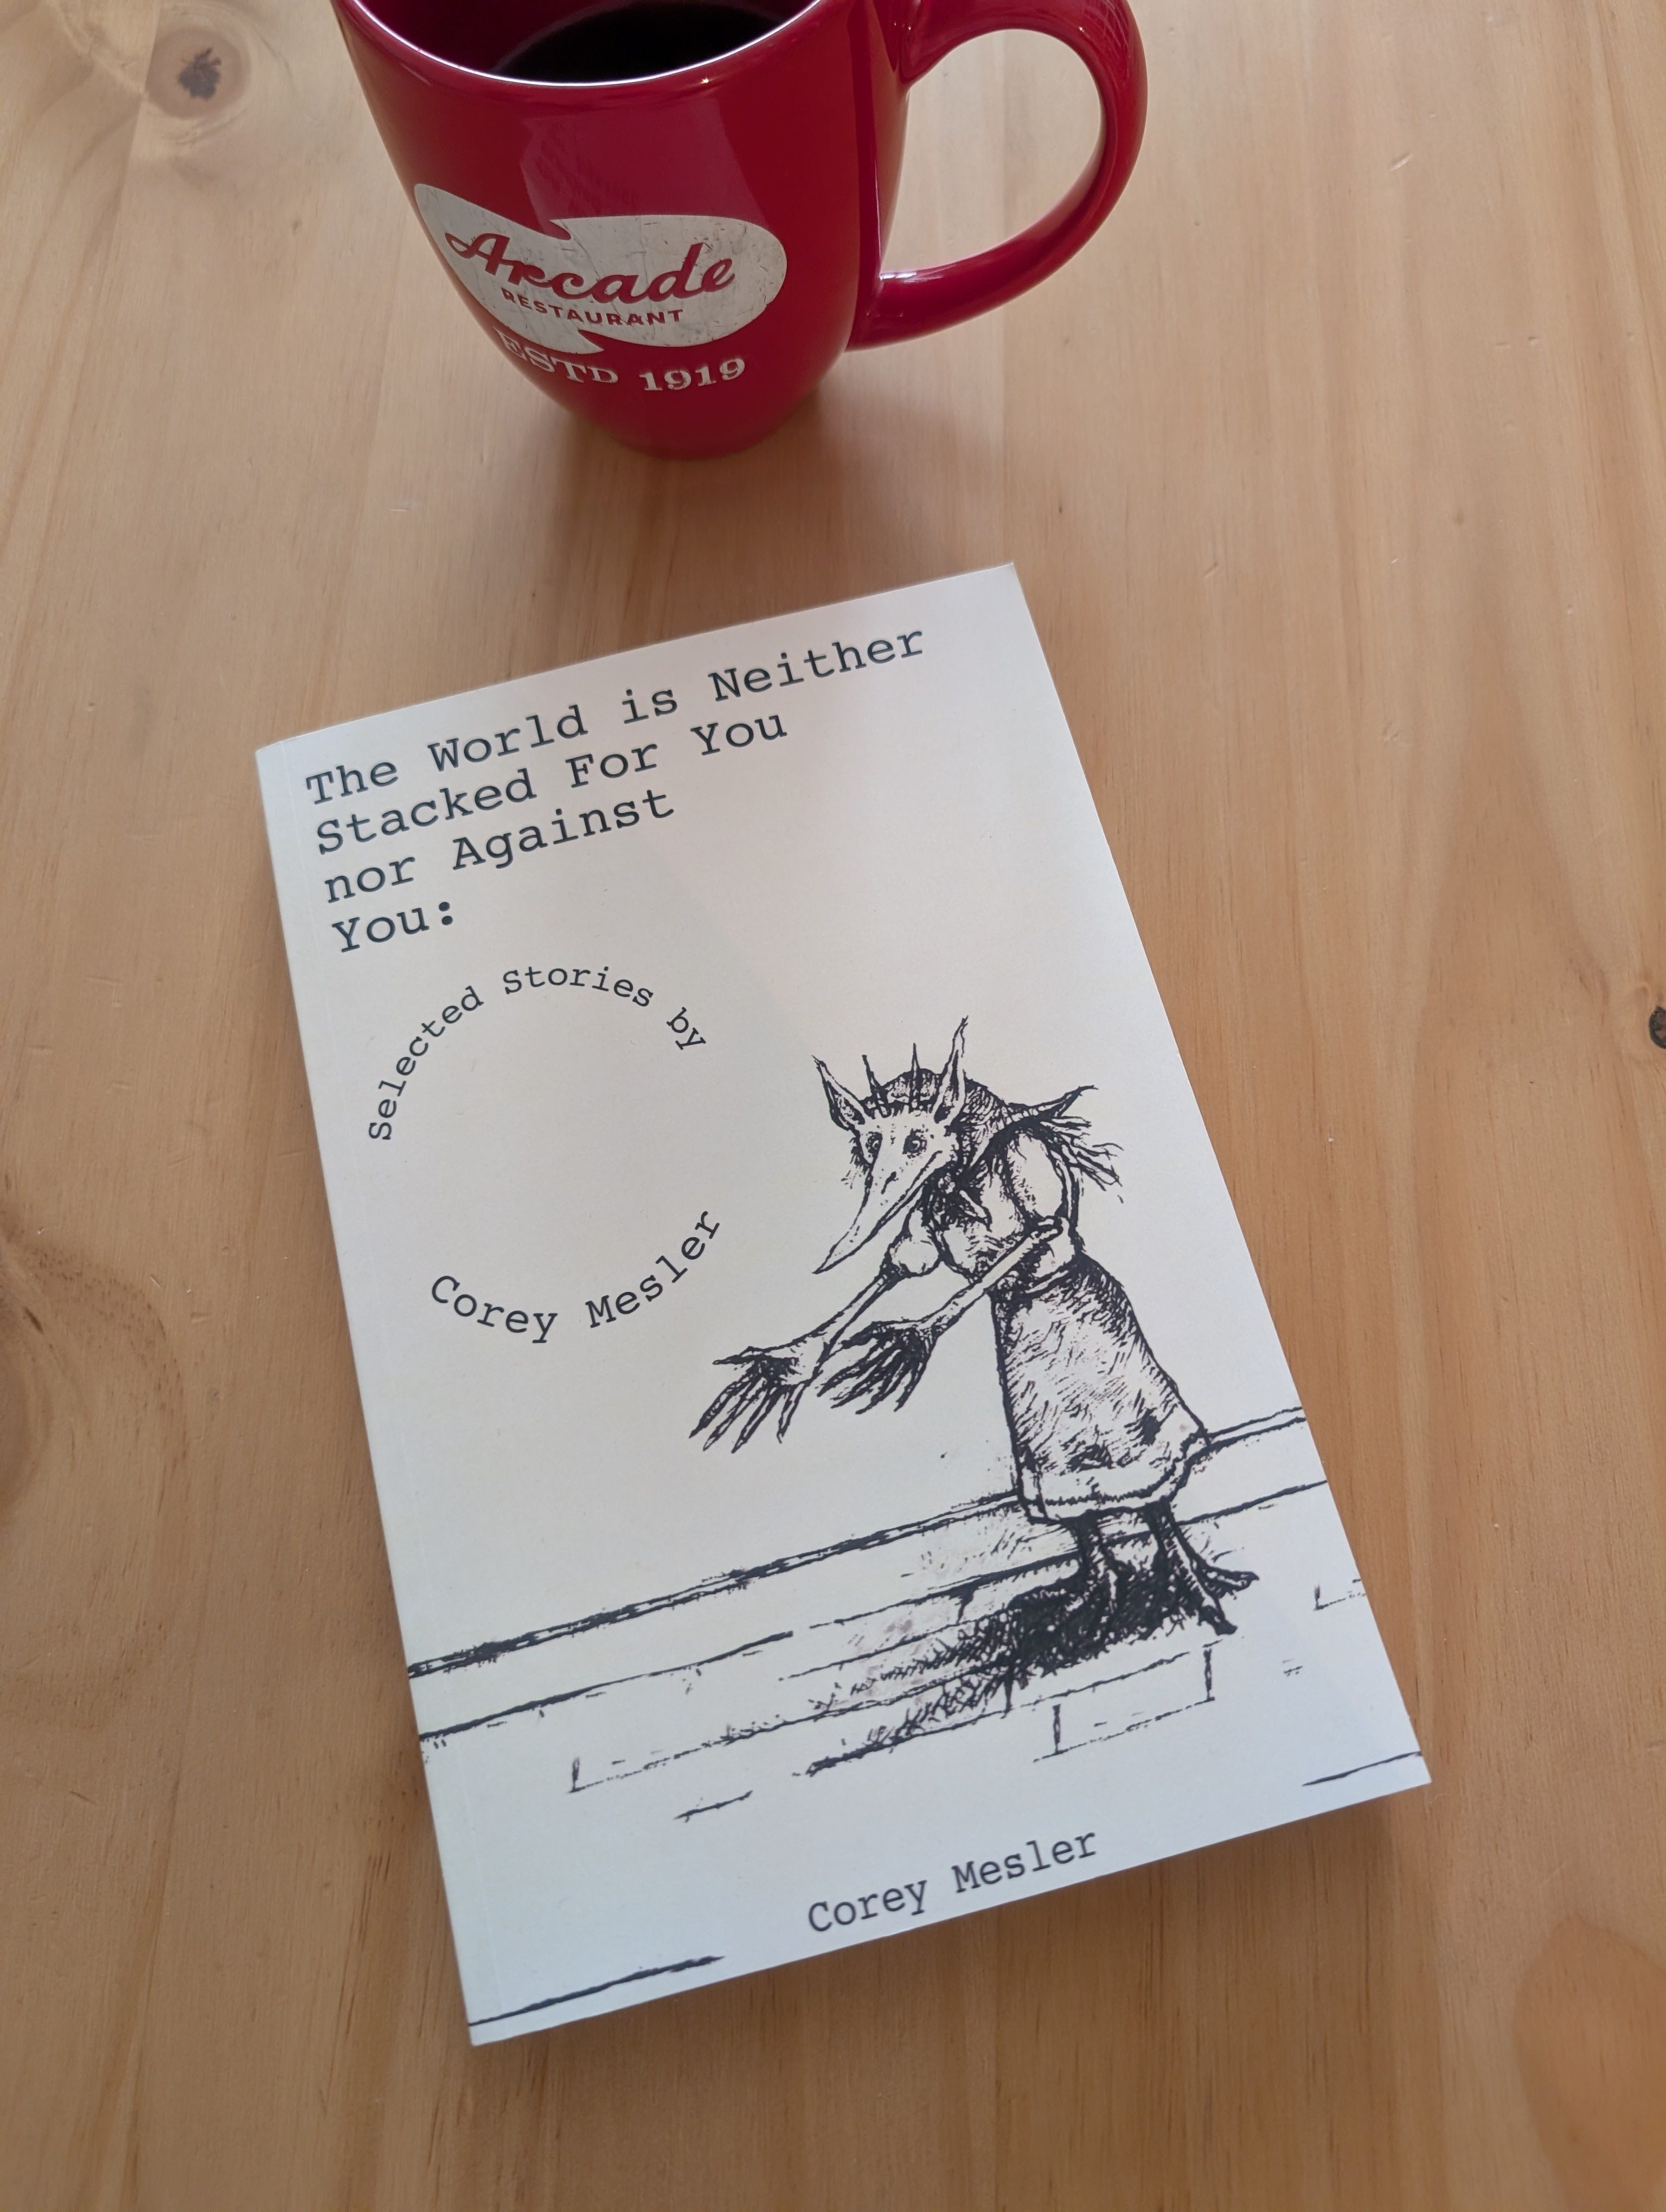 Arcade
RESTAURANT
ESTD 1919
The World is Neither
Stacked For You
nor Against
You:
Selected Stories by
Corey Mesler
Corey Mesler